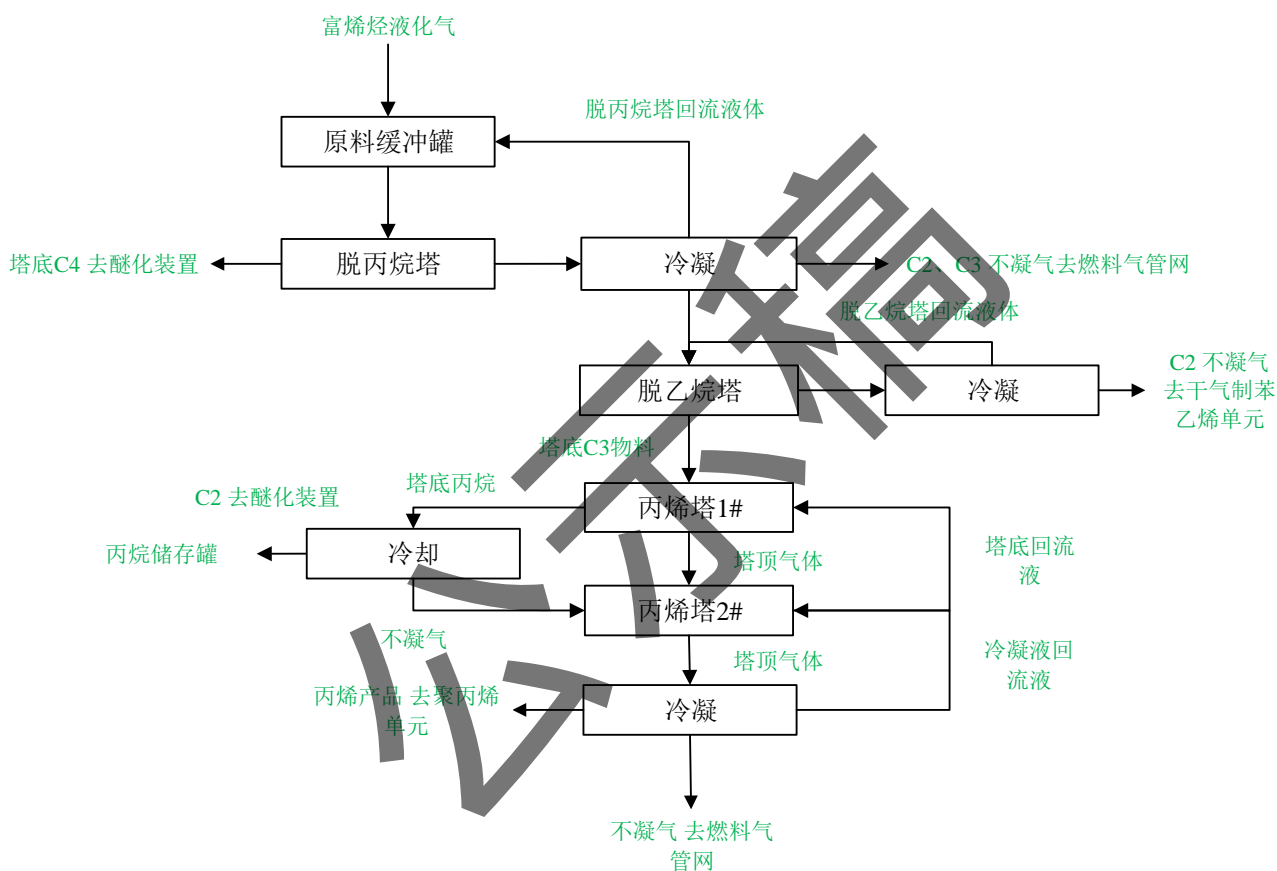 富烯烃液化气
脱丙烷塔回流液体
原料缓冲罐
塔底C4 去醚化装置
脱丙烷塔
冷凝
C2、C3 不凝气去燃料气管网
脱乙烷塔回流液体
脱乙烷塔
冷凝
C2 不凝气
去干气制苯
乙烯单元
塔底C3物料
塔底丙烷
C2 去醚化装置
丙烯塔1#
冷却
丙烷储存罐
塔顶气体
塔底回流
液
丙烯塔2#
不凝气
塔顶气体
冷凝液回
流液
丙烯产品 去聚丙烯
单元
冷凝
不凝气 去燃料气
管网
公示稿